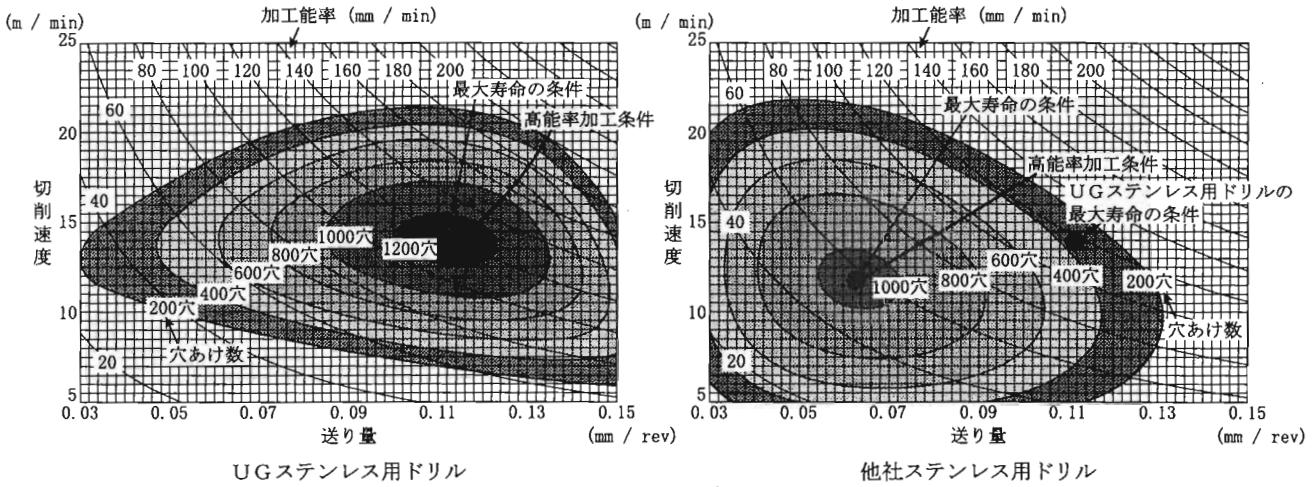 (m / min)
加工能率 (mm / min)
25
20
15
10
5
切削速度
80
100
120
140
160
180
200
60
40
20
最大寿命の条件
高能率加工条件
1200穴
1000穴
800穴
600穴
400穴
200穴
穴あけ数
0.03
0.05
0.07
0.09
0.11
0.13
0.15
送り量
(mm / rev)
UGステンレス用ドリル
(m / min)
加工能率 (mm / min)
25
20
15
10
5
切削速度
80
100
120
140
160
180
200
60
40
20
最大寿命の条件
高能率加工条件
UGステンレス用ドリルの
最大寿命の条件
1000穴
800穴
600穴
400穴
200穴
穴あけ数
0.03
0.05
0.07
0.09
0.11
0.13
0.15
送り量
(mm / rev)
他社ステンレス用ドリル